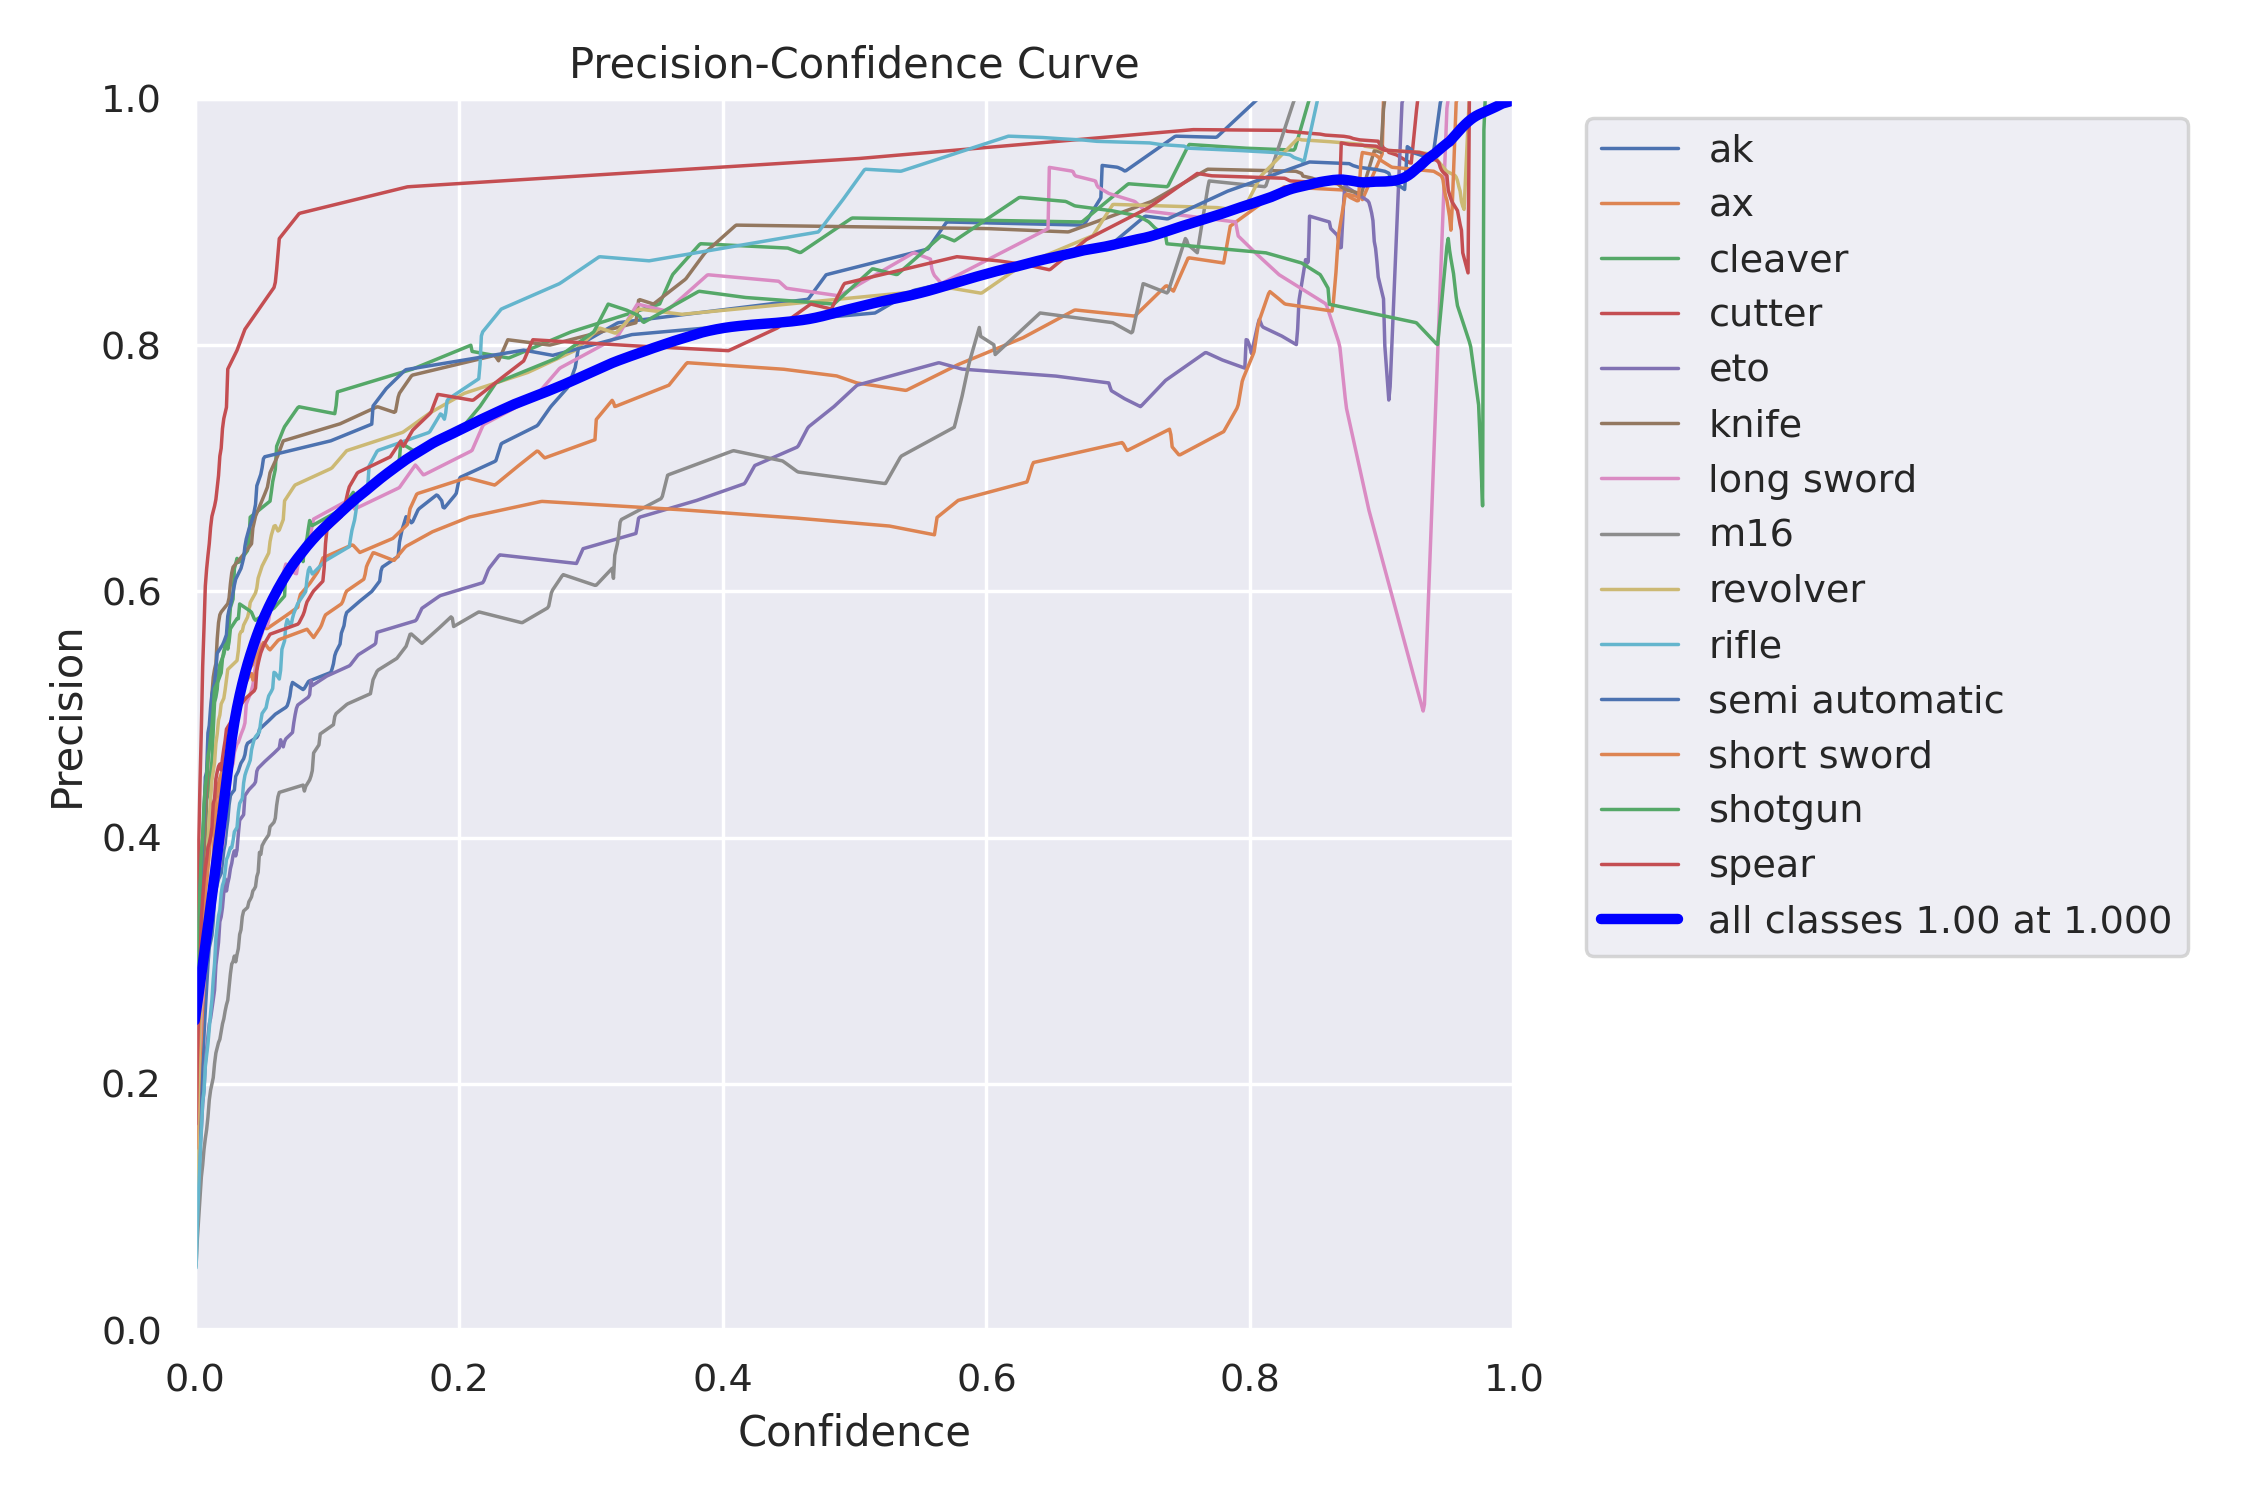 Precision-Confidence Curve
1.0
0.8
0.6
0.4
0.2
0.0
Precision
0.0 0.2 0.4 0.6 0.8 1.0
Confidence
ak
ax
cleaver
cutter
eto
knife
long sword
m16
revolver
rifle
semi automatic
short sword
shotgun
spear
all classes 1.00 at 1.000